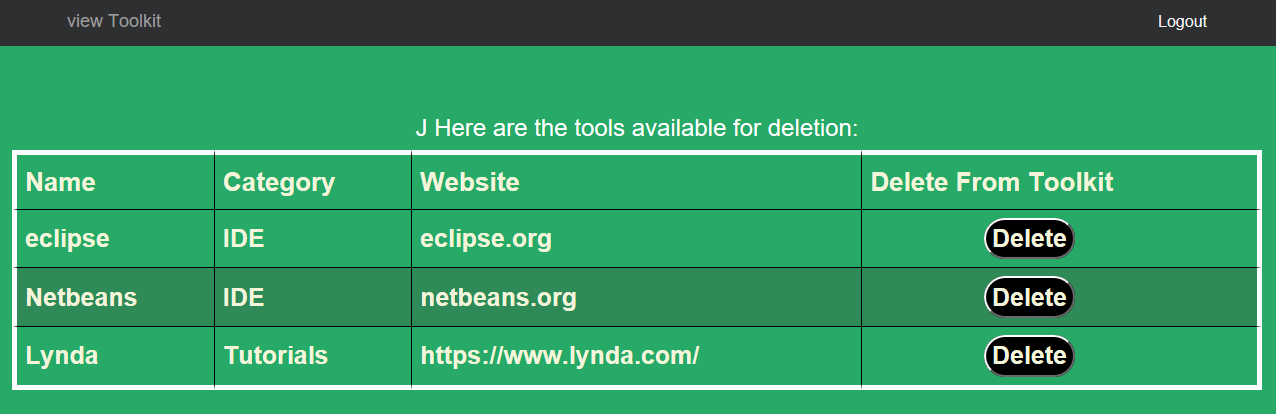 view Toolkit Logout
J Here are the tools available for deletion:
Name Category Website Delete From Toolkit
eclipse IDE eclipse.org Delete
Netbeans IDE netbeans.org Delete
Lynda Tutorials https://www.lynda.com/ Delete